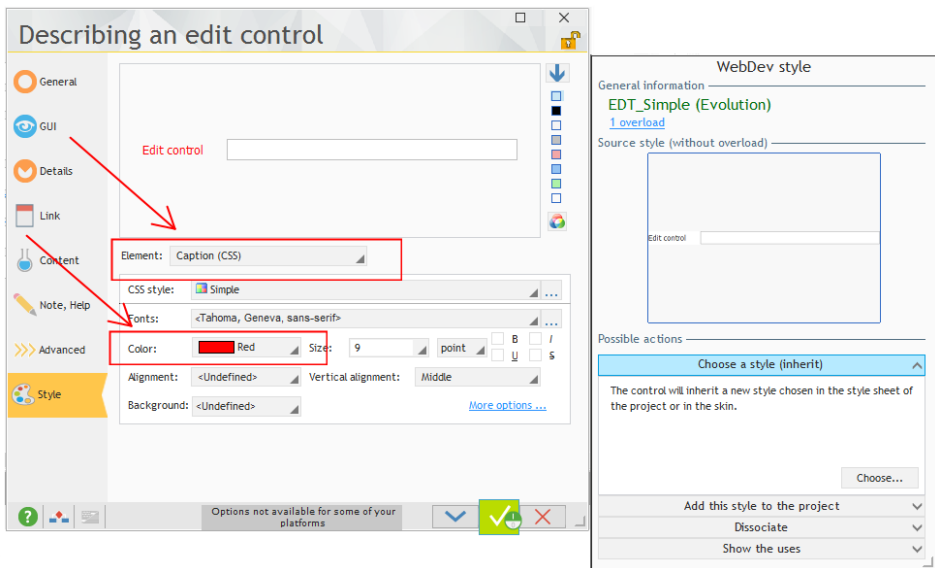 Describing an edit control
General
GUI
Details
Link
Content
Note, Help
Advanced
Style
Edit control
Element: Caption (CSS)
CSS style: Simple ...
Fonts: <Tahoma, Geneva, sans-serif> ...
Color: Red Size: 9 point B I
U S
Alignment: <Undefined> Vertical alignment: Middle
Background: <Undefined> More options ...
? Options not available for some of your
platforms
WebDev style
General information
EDT_Simple (Evolution)
1 overload
Source style (without overload)
Edit control
Possible actions
Choose a style (inherit)
The control will inherit a new style chosen in the style sheet of
the project or in the skin.
Choose...
Add this style to the project
Dissociate
Show the uses